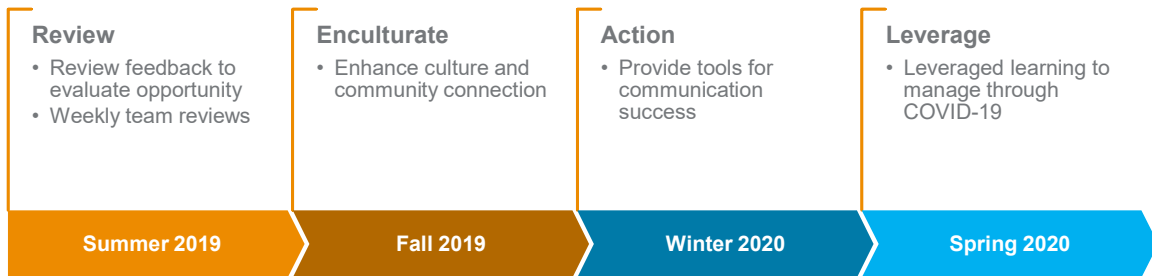 Review
• Review feedback to
evaluate opportunity
• Weekly team reviews
Enculturate
• Enhance culture and
community connection
Action
• Provide tools for
communication
success
Leverage
• Leveraged learning to
manage through
COVID-19
Summer 2019
Fall 2019
Winter 2020
Spring 2020